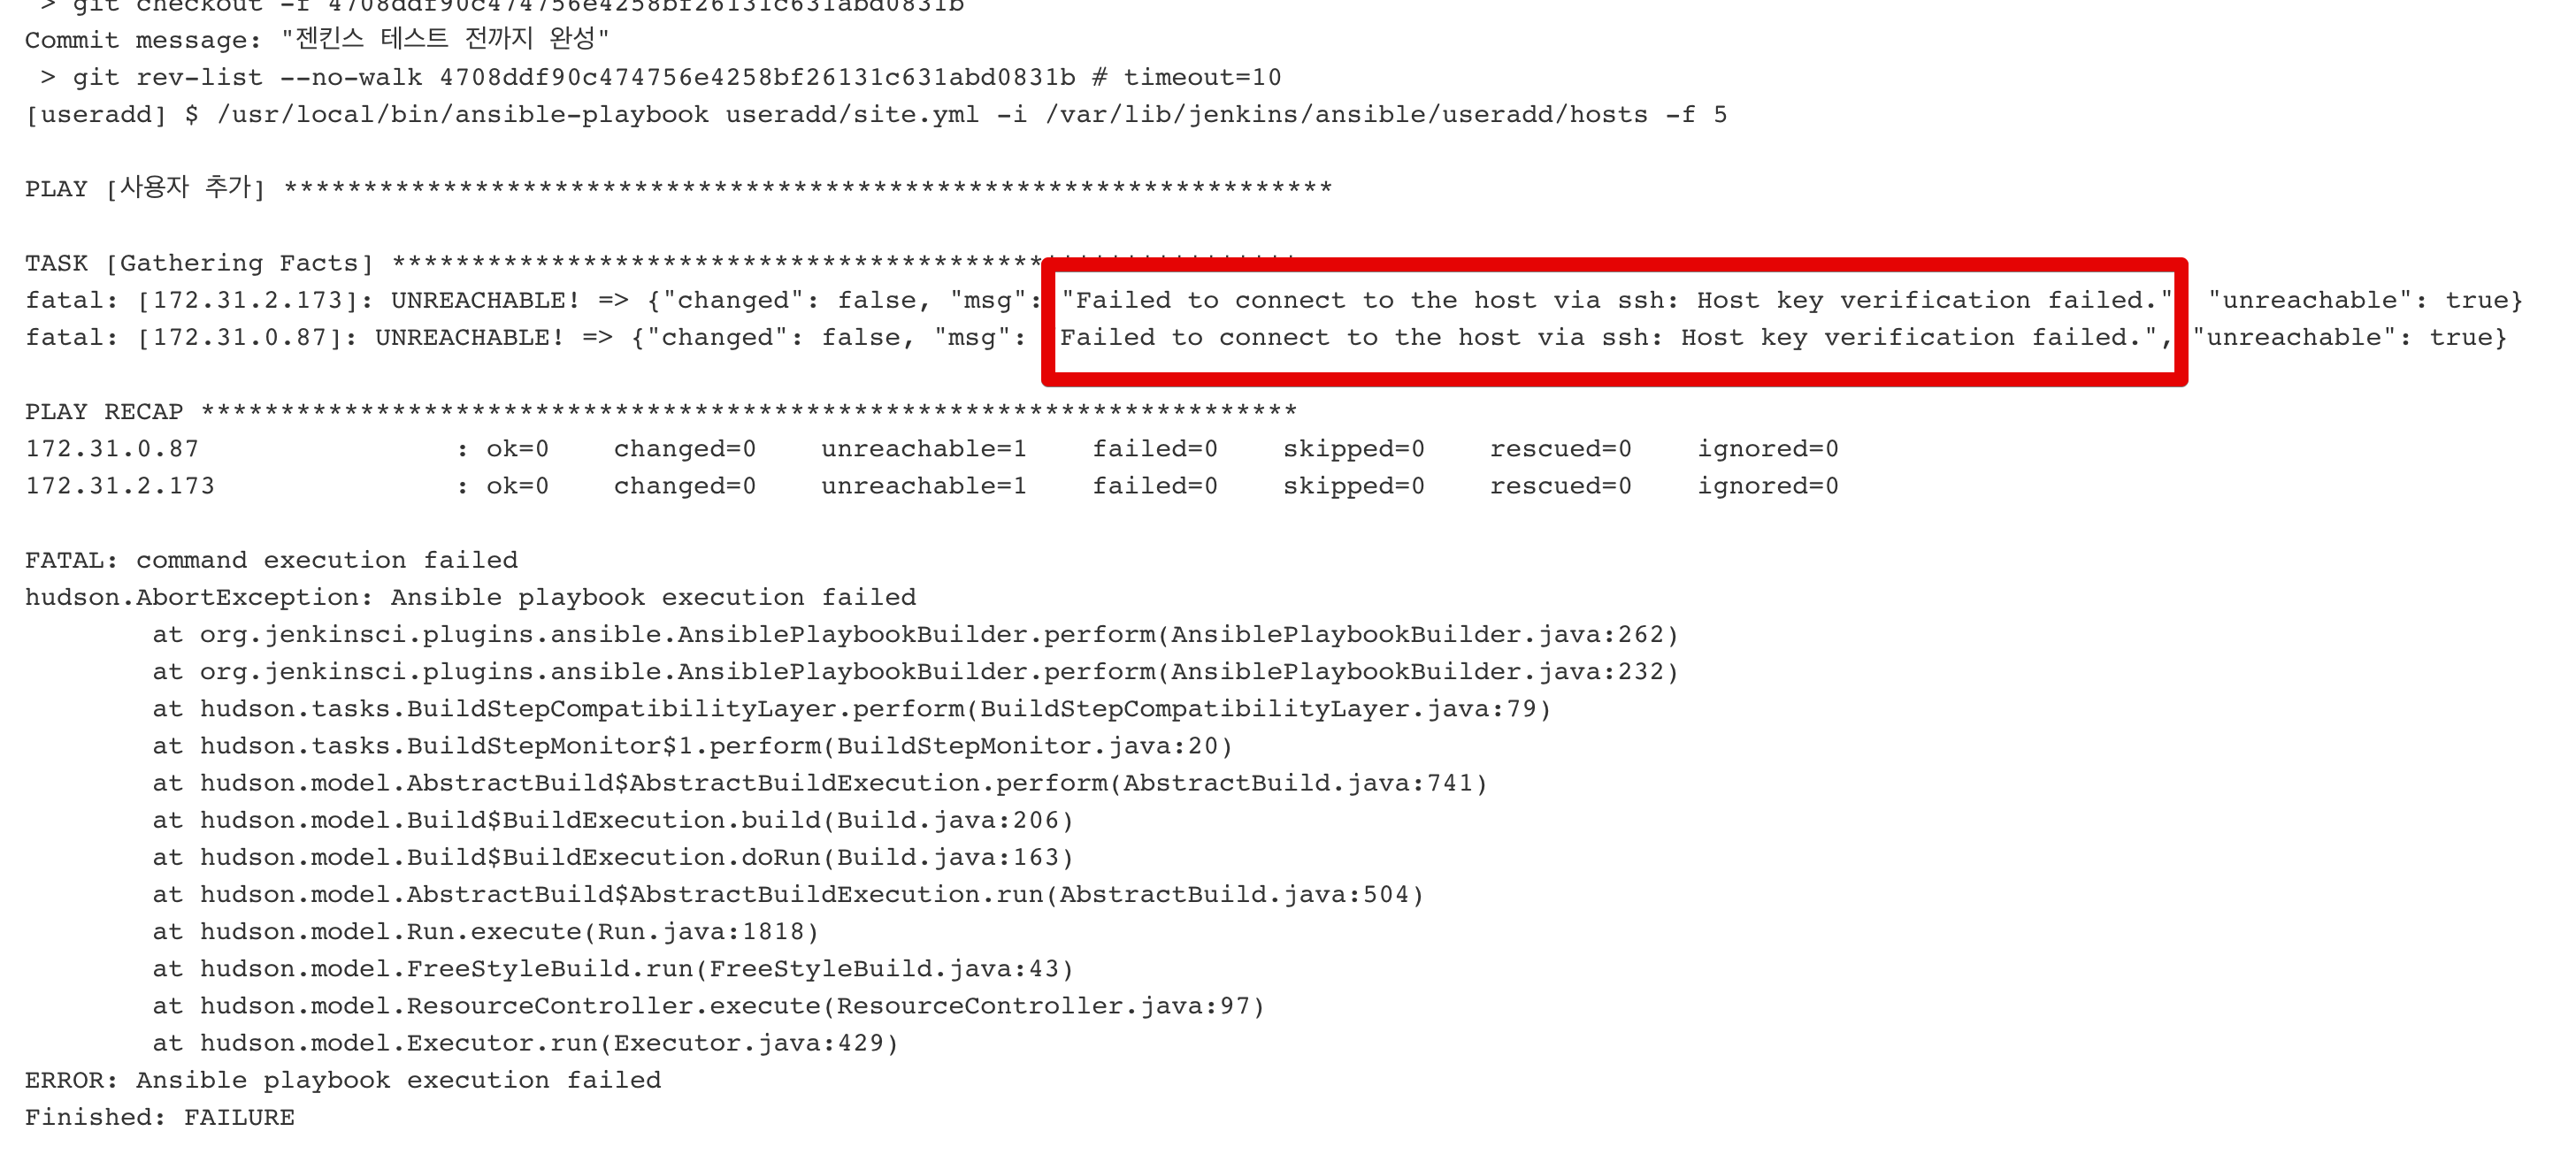 > git checkout -f 4708ddf90c474756e4258bf26131c631abd0831b
Commit message: "젠킨스 테스트 전까지 완성"
 > git rev-list --no-walk 4708ddf90c474756e4258bf26131c631abd0831b # timeout=10
[useradd] $ /usr/local/bin/ansible-playbook useradd/site.yml -i /var/lib/jenkins/ansible/useradd/hosts -f 5
PLAY [사용자 추가] ******************************************************************
TASK [Gathering Facts] *********************************************************
fatal: [172.31.2.173]: UNREACHABLE! => {"changed": false, "msg": "Failed to connect to the host via ssh: Host key verification failed." "unreachable": true}
fatal: [172.31.0.87]: UNREACHABLE! => {"changed": false, "msg": Failed to connect to the host via ssh: Host key verification failed.", "unreachable": true}
PLAY RECAP *********************************************************************
172.31.0.87                : ok=0    changed=0    unreachable=1    failed=0    skipped=0    rescued=0    ignored=0
172.31.2.173               : ok=0    changed=0    unreachable=1    failed=0    skipped=0    rescued=0    ignored=0
FATAL: command execution failed
hudson.AbortException: Ansible playbook execution failed
	at org.jenkinsci.plugins.ansible.AnsiblePlaybookBuilder.perform(AnsiblePlaybookBuilder.java:262)
	at org.jenkinsci.plugins.ansible.AnsiblePlaybookBuilder.perform(AnsiblePlaybookBuilder.java:232)
	at hudson.tasks.BuildStepCompatibilityLayer.perform(BuildStepCompatibilityLayer.java:79)
	at hudson.tasks.BuildStepMonitor$1.perform(BuildStepMonitor.java:20)
	at hudson.model.AbstractBuild$AbstractBuildExecution.perform(AbstractBuild.java:741)
	at hudson.model.Build$BuildExecution.build(Build.java:206)
	at hudson.model.Build$BuildExecution.doRun(Build.java:163)
	at hudson.model.AbstractBuild$AbstractBuildExecution.run(AbstractBuild.java:504)
	at hudson.model.Run.execute(Run.java:1818)
	at hudson.model.FreeStyleBuild.run(FreeStyleBuild.java:43)
	at hudson.model.ResourceController.execute(ResourceController.java:97)
	at hudson.model.Executor.run(Executor.java:429)
ERROR: Ansible playbook execution failed
Finished: FAILURE